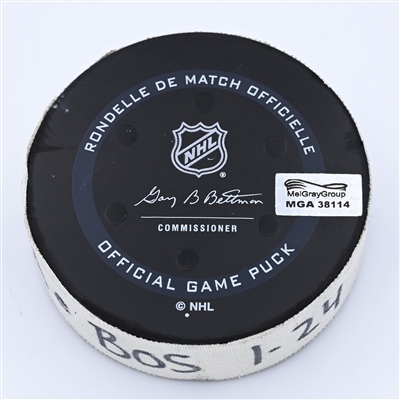 RONDELLE DE MATCH OFFICIELLE
NHL
®
Gary B Bettman
COMMISSIONER
OFFICIAL GAME PUCK
© NHL
MeiGrayGroup
MGA 38114
BOS 1-24